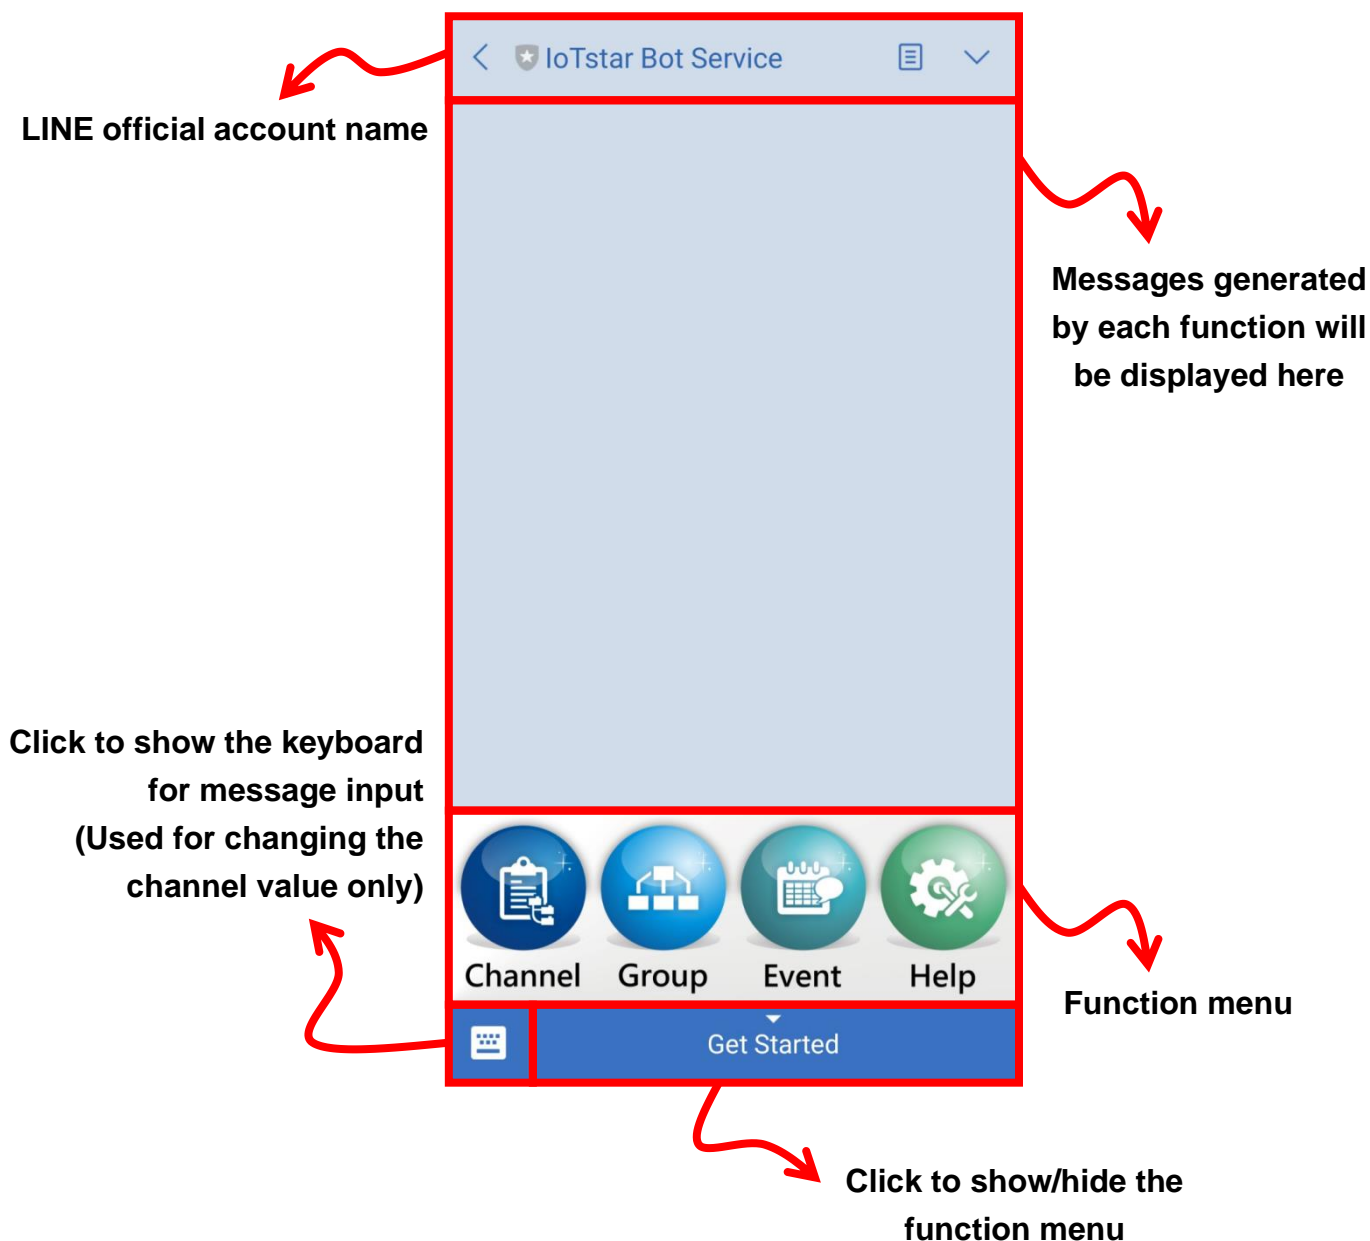 IoTstar Bot Service
LINE official account name
Messages generated
by each function will
be displayed here
Click to show the keyboard
for message input
(Used for changing the
channel value only)
Channel Group Event Help
Function menu
Get Started
Click to show/hide the
function menu